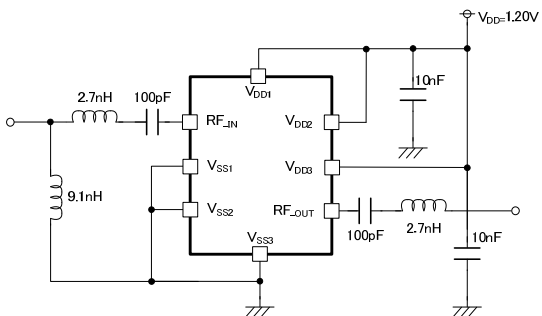 VDD=1.20V
2.7nH
100pF
VDD1
10nF
RF_IN
VDD2
VSS1
VDD3
9.1nH
VSS2
RF_OUT
VSS3
100pF
2.7nH
10nF